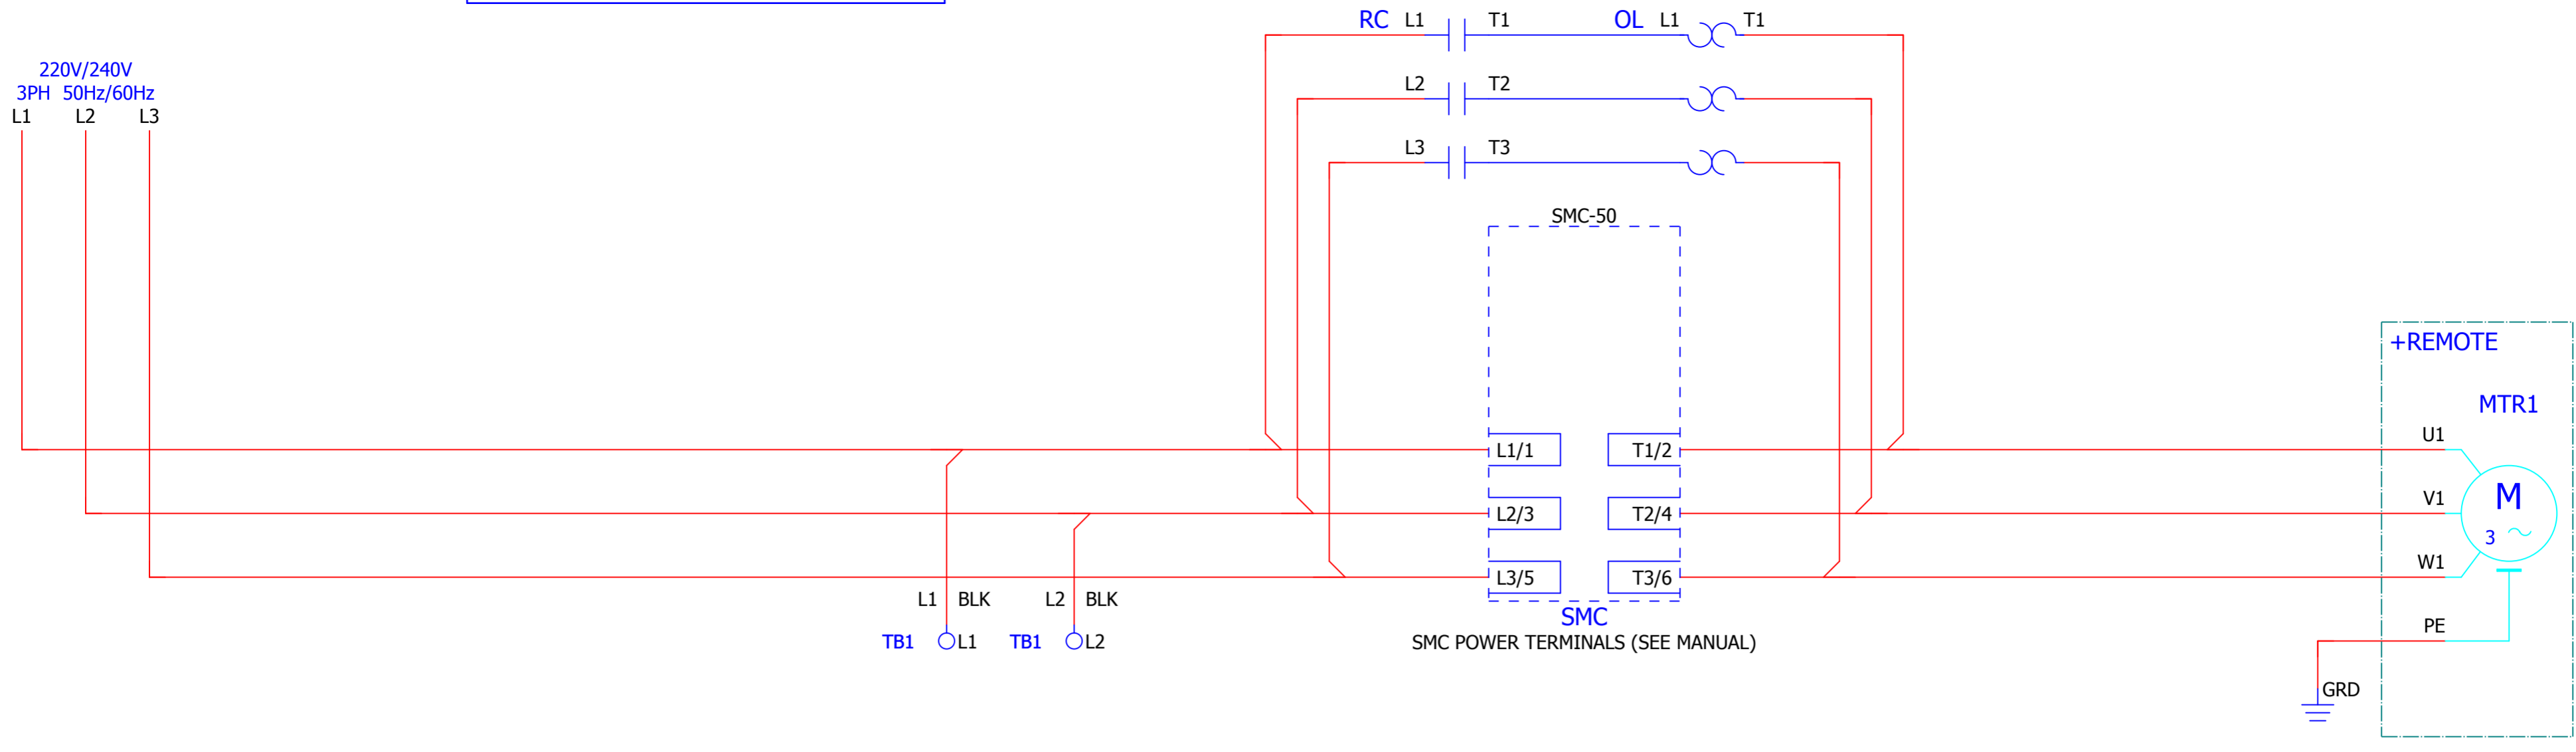 RC L1 T1 OL L1 T1
220V/240V
3PH 50Hz/60Hz
L1 L2 L3
L2 T2
L3 T3
SMC-50
+REMOTE
MTR1
L1/1 T1/2 U1
L2/3 T2/4 V1
M
3
L3/5 T3/6 W1
L1 BLK L2 BLK
SMC
TB1 L1 TB1 L2
SMC POWER TERMINALS (SEE MANUAL)
PE
GRD